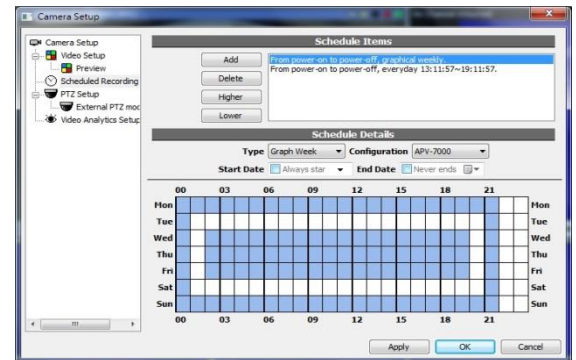 Camera Setup
Camera Setup
Video Setup
Preview
Scheduled Recording
PTZ Setup
External PTZ moc
Video Analytics Setup
Schedule Items
Add
Delete
Higher
Lower
From power-on to power-off, graphical weekly.
From power-on to power-off, everyday 13:11:57~19:11:57.
Schedule Details
Type Graph Week Configuration APV-7000
Start Date Always star End Date Never ends
00 03 06 09 12 15 18 21
Mon Mon
Tue Tue
Wed Wed
Thu Thu
Fri Fri
Sat Sat
Sun Sun
00 03 06 09 12 15 18 21
Apply OK Cancel